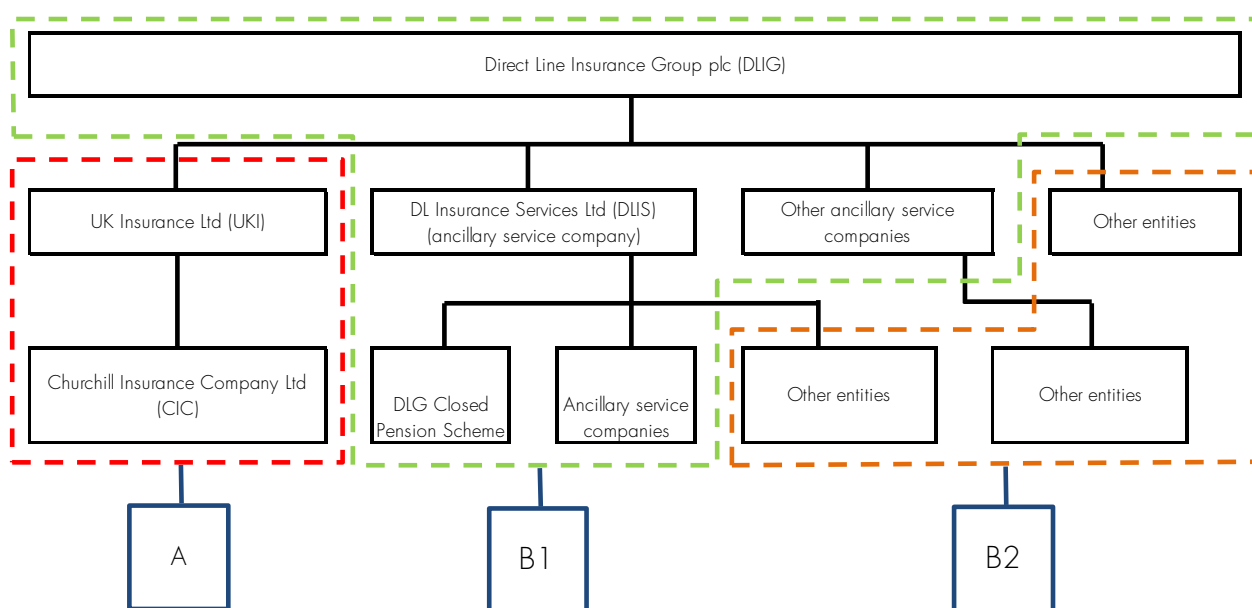 Direct Line Insurance Group plc (DLIG)
UK Insurance Ltd (UKI)
DL Insurance Services Ltd (DLIS)
(ancillary service company)
Other ancillary service
companies
Other entities
Churchill Insurance Company Ltd
(CIC)
DLG Closed
Pension Scheme
Ancillary service
companies
Other entities
Other entities
A
B1
B2